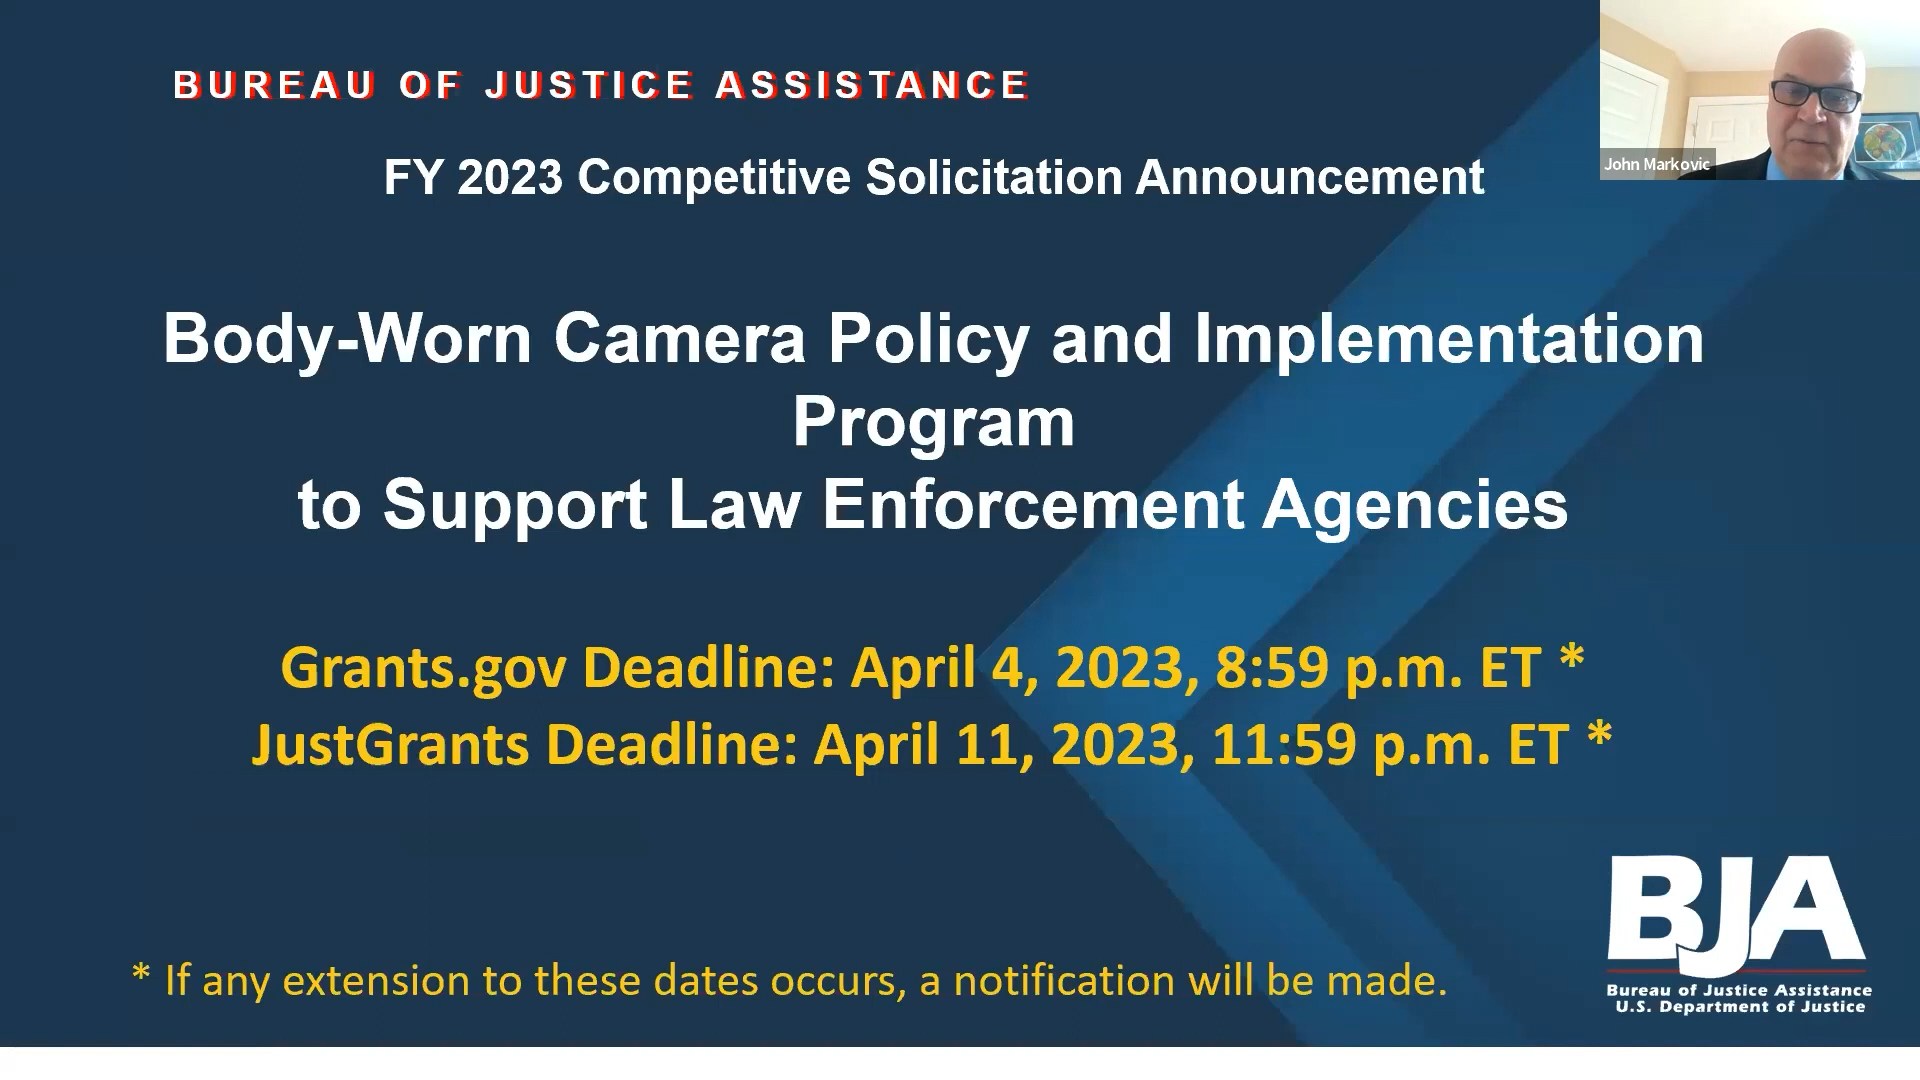 BUREAU OF JUSTICE ASSISTANCE
John Markovic
FY 2023 Competitive Solicitation Announcement
Body-Worn Camera Policy and Implementation
Program
to Support Law Enforcement Agencies
Grants.gov Deadline: April 4, 2023, 8:59 p.m. ET *
JustGrants Deadline: April 11, 2023, 11:59 p.m. ET *
* If any extension to these dates occurs, a notification will be made.
BJA
Bureau of Justice Assistance
U.S. Department of Justice